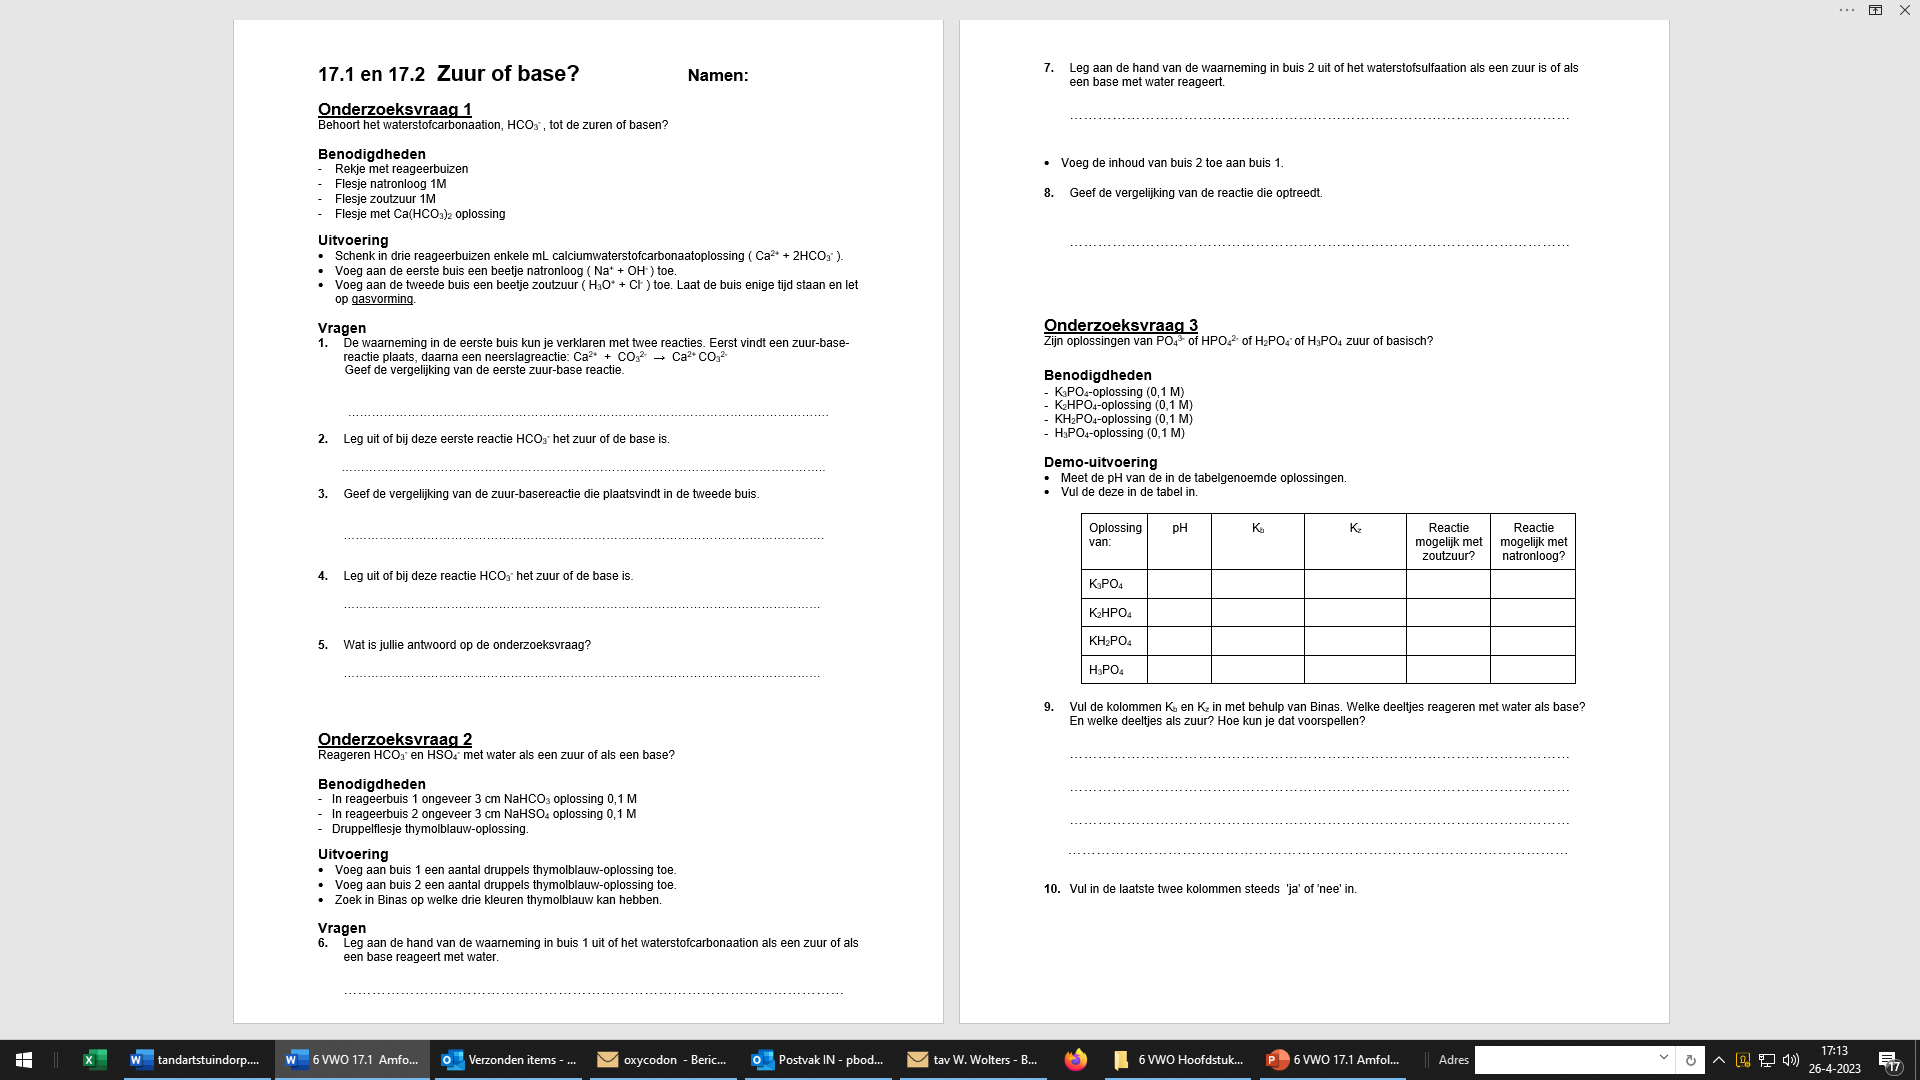 17.1 en 17.2 Zuur of base? Namen:
Onderzoeksvraag 1
Behoort het waterstofcarbonaation, HCO₃⁻ , tot de zuren of basen?
Benodigdheden
- Rekje met reageerbuizen
- Flesje natronloog 1M
- Flesje zoutzuur 1M
- Flesje met Ca(HCO₃)₂ oplossing
Uitvoering
• Schenk in drie reageerbuizen enkele mL calciumwaterstofcarbonaatoplossing ( Ca²⁺ + 2HCO₃⁻ ).
• Voeg aan de eerste buis een beetje natronloog ( Na⁺ + OH⁻ ) toe.
• Voeg aan de tweede buis een beetje zoutzuur ( H₃O⁺ + Cl⁻ ) toe. Laat de buis enige tijd staan en let
op gasvorming.
Vragen
1. De waarneming in de eerste buis kun je verklaren met twee reacties. Eerst vindt een zuur-base-
reactie plaats, daarna een neerslagreactie: Ca²⁺ + CO₃²⁻ → Ca²⁺ CO₃²⁻
Geef de vergelijking van de eerste zuur-base reactie.
2. Leg uit of bij deze eerste reactie HCO₃⁻ het zuur of de base is.
3. Geef de vergelijking van de zuur-basereactie die plaatsvindt in de tweede buis.
4. Leg uit of bij deze reactie HCO₃⁻ het zuur of de base is.
5. Wat is jullie antwoord op de onderzoeksvraag?
Onderzoeksvraag 2
Reageren HCO₃⁻ en HSO₄⁻ met water als een zuur of als een base?
Benodigdheden
- In reageerbuis 1 ongeveer 3 cm NaHCO₃ oplossing 0,1 M
- In reageerbuis 2 ongeveer 3 cm NaHSO₄ oplossing 0,1 M
- Druppelflesje thymolblauw-oplossing.
Uitvoering
• Voeg aan buis 1 een aantal druppels thymolblauw-oplossing toe.
• Voeg aan buis 2 een aantal druppels thymolblauw-oplossing toe.
• Zoek in Binas op welke drie kleuren thymolblauw kan hebben.
Vragen
6. Leg aan de hand van de waarneming in buis 1 uit of het waterstofcarbonaation als een zuur of als
een base reageert met water.
7. Leg aan de hand van de waarneming in buis 2 uit of het waterstofsulfaation als een zuur is of als
een base met water reageert.
• Voeg de inhoud van buis 2 toe aan buis 1.
8. Geef de vergelijking van de reactie die optreedt.
Onderzoeksvraag 3
Zijn oplossingen van PO₄³⁻ of HPO₄²⁻ of H₂PO₄⁻ of H₃PO₄ zuur of basisch?
Benodigdheden
- K₃PO₄-oplossing (0,1 M)
- K₂HPO₄-oplossing (0,1 M)
- KH₂PO₄-oplossing (0,1 M)
- H₃PO₄-oplossing (0,1 M)
Demo-uitvoering
• Meet de pH van de in de tabelgenoemde oplossingen.
• Vul de deze in de tabel in.
Oplossing van: pH K_b K_z Reactie mogelijk met zoutzuur? Reactie mogelijk met natronloog?
K₃PO₄
K₂HPO₄
KH₂PO₄
H₃PO₄
9. Vul de kolommen K_b en K_z in met behulp van Binas. Welke deeltjes reageren met water als base?
En welke deeltjes als zuur? Hoe kun je dat voorspellen?
10. Vul in de laatste twee kolommen steeds 'ja' of 'nee' in.
tandartstuindorp....
6 VWO 17.1 Amfo...
Verzonden items - ...
oxycodon - Beric...
Postvak IN - pbod...
tav W. Wolters - B...
6 VWO Hoofdstuk...
6 VWO 17.1 Amfol...
Adres
17:13
26-4-2023
17